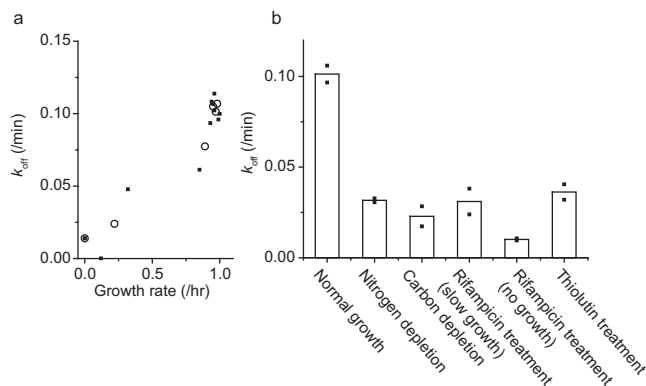 a
0.15
0.10
0.05
0.00
k_off (/min)
0.0
0.5
1.0
Growth rate (/hr)
b
0.10
0.05
0.00
k_off (/min)
Normal growth
Nitrogen depletion
Carbon depletion
Rifampicin treatment
(slow growth)
Rifampicin treatment
(no growth)
Thiolutin treatment